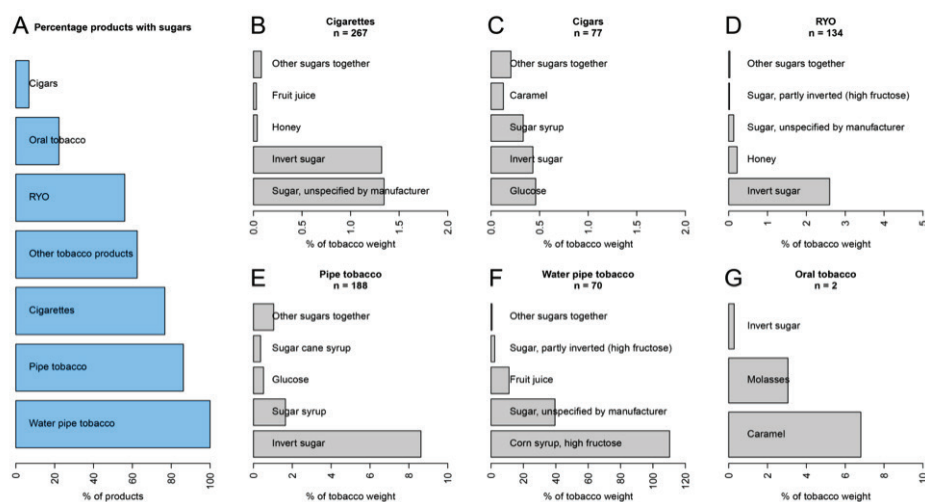 A Percentage products with sugars
Cigars
Oral tobacco
RYO
Other tobacco products
Cigarettes
Pipe tobacco
Water pipe tobacco
0 20 40 60 80 100
% of products
B Cigarettes
n = 267
Other sugars together
Fruit juice
Honey
Invert sugar
Sugar, unspecified by manufacturer
0.0 0.5 1.0 1.5 2.0
% of tobacco weight
C Cigars
n = 77
Other sugars together
Caramel
Sugar syrup
Invert sugar
Glucose
0.0 0.5 1.0 1.5 2.0
% of tobacco weight
D RYO
n = 134
Other sugars together
Sugar, partly inverted (high fructose)
Sugar, unspecified by manufacturer
Honey
Invert sugar
0 1 2 3 4 5
% of tobacco weight
E Pipe tobacco
n = 188
Other sugars together
Sugar cane syrup
Glucose
Sugar syrup
Invert sugar
0 2 4 6 8 10
% of tobacco weight
F Water pipe tobacco
n = 70
Other sugars together
Sugar, partly inverted (high fructose)
Fruit juice
Sugar, unspecified by manufacturer
Corn syrup, high fructose
0 20 40 60 80 100 120
% of tobacco weight
G Oral tobacco
n = 2
Invert sugar
Molasses
Caramel
0 2 4 6 8 10
% of tobacco weight